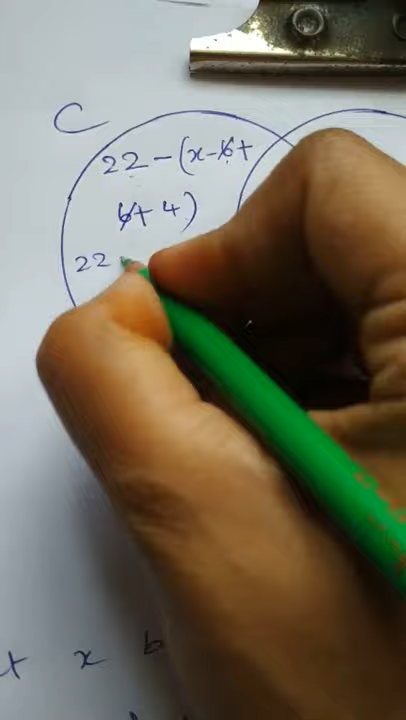 C
22 - (x - 6 +
6 + 4)
22
t x b